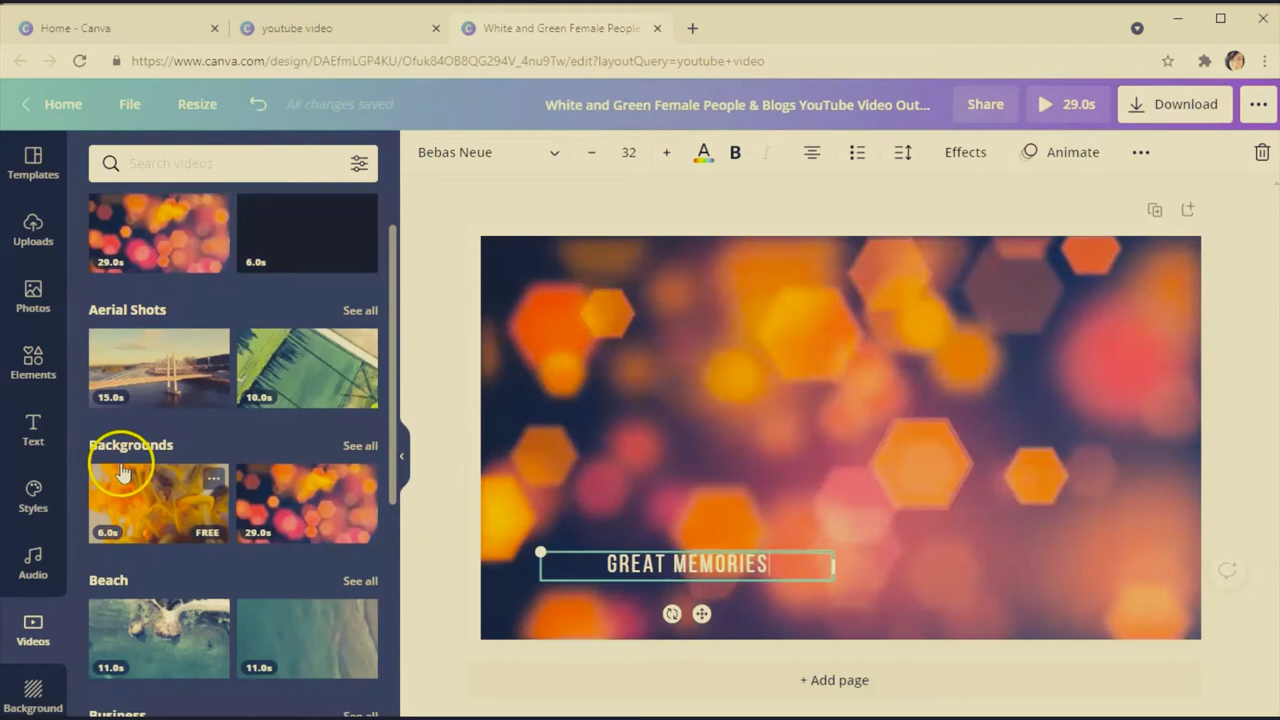 Home - Canva
youtube video
White and Green Female People
https://www.canva.com/design/DAEfmLGP4KU/Ofuk84OB8QG294V_4nu9Tw/edit?layoutQuery=youtube+video
Home
File
Resize
All changes saved
White and Green Female People & Blogs YouTube Video Out...
Share
29.0s
Download
Templates
Uploads
Photos
Elements
Text
Styles
Audio
Videos
Background
Search videos
29.0s
6.0s
Aerial Shots
See all
15.0s
10.0s
Backgrounds
See all
6.0s
FREE
29.0s
Beach
See all
11.0s
11.0s
Business
See all
Bebas Neue
32
A
B
Effects
Animate
GREAT MEMORIES
+ Add page